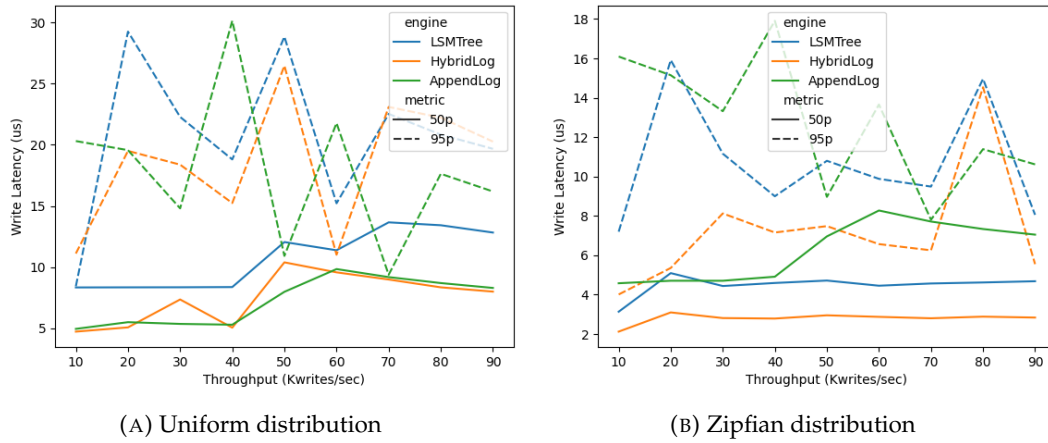 30
25
20
15
10
5
Write Latency (us)
engine
LSMTree
HybridLog
AppendLog
metric
50p
95p
10 20 30 40 50 60 70 80 90
Throughput (Kwrites/sec)
(A) Uniform distribution
18
16
14
12
10
8
6
4
2
Write Latency (us)
engine
LSMTree
HybridLog
AppendLog
metric
50p
95p
10 20 30 40 50 60 70 80 90
Throughput (Kwrites/sec)
(B) Zipfian distribution